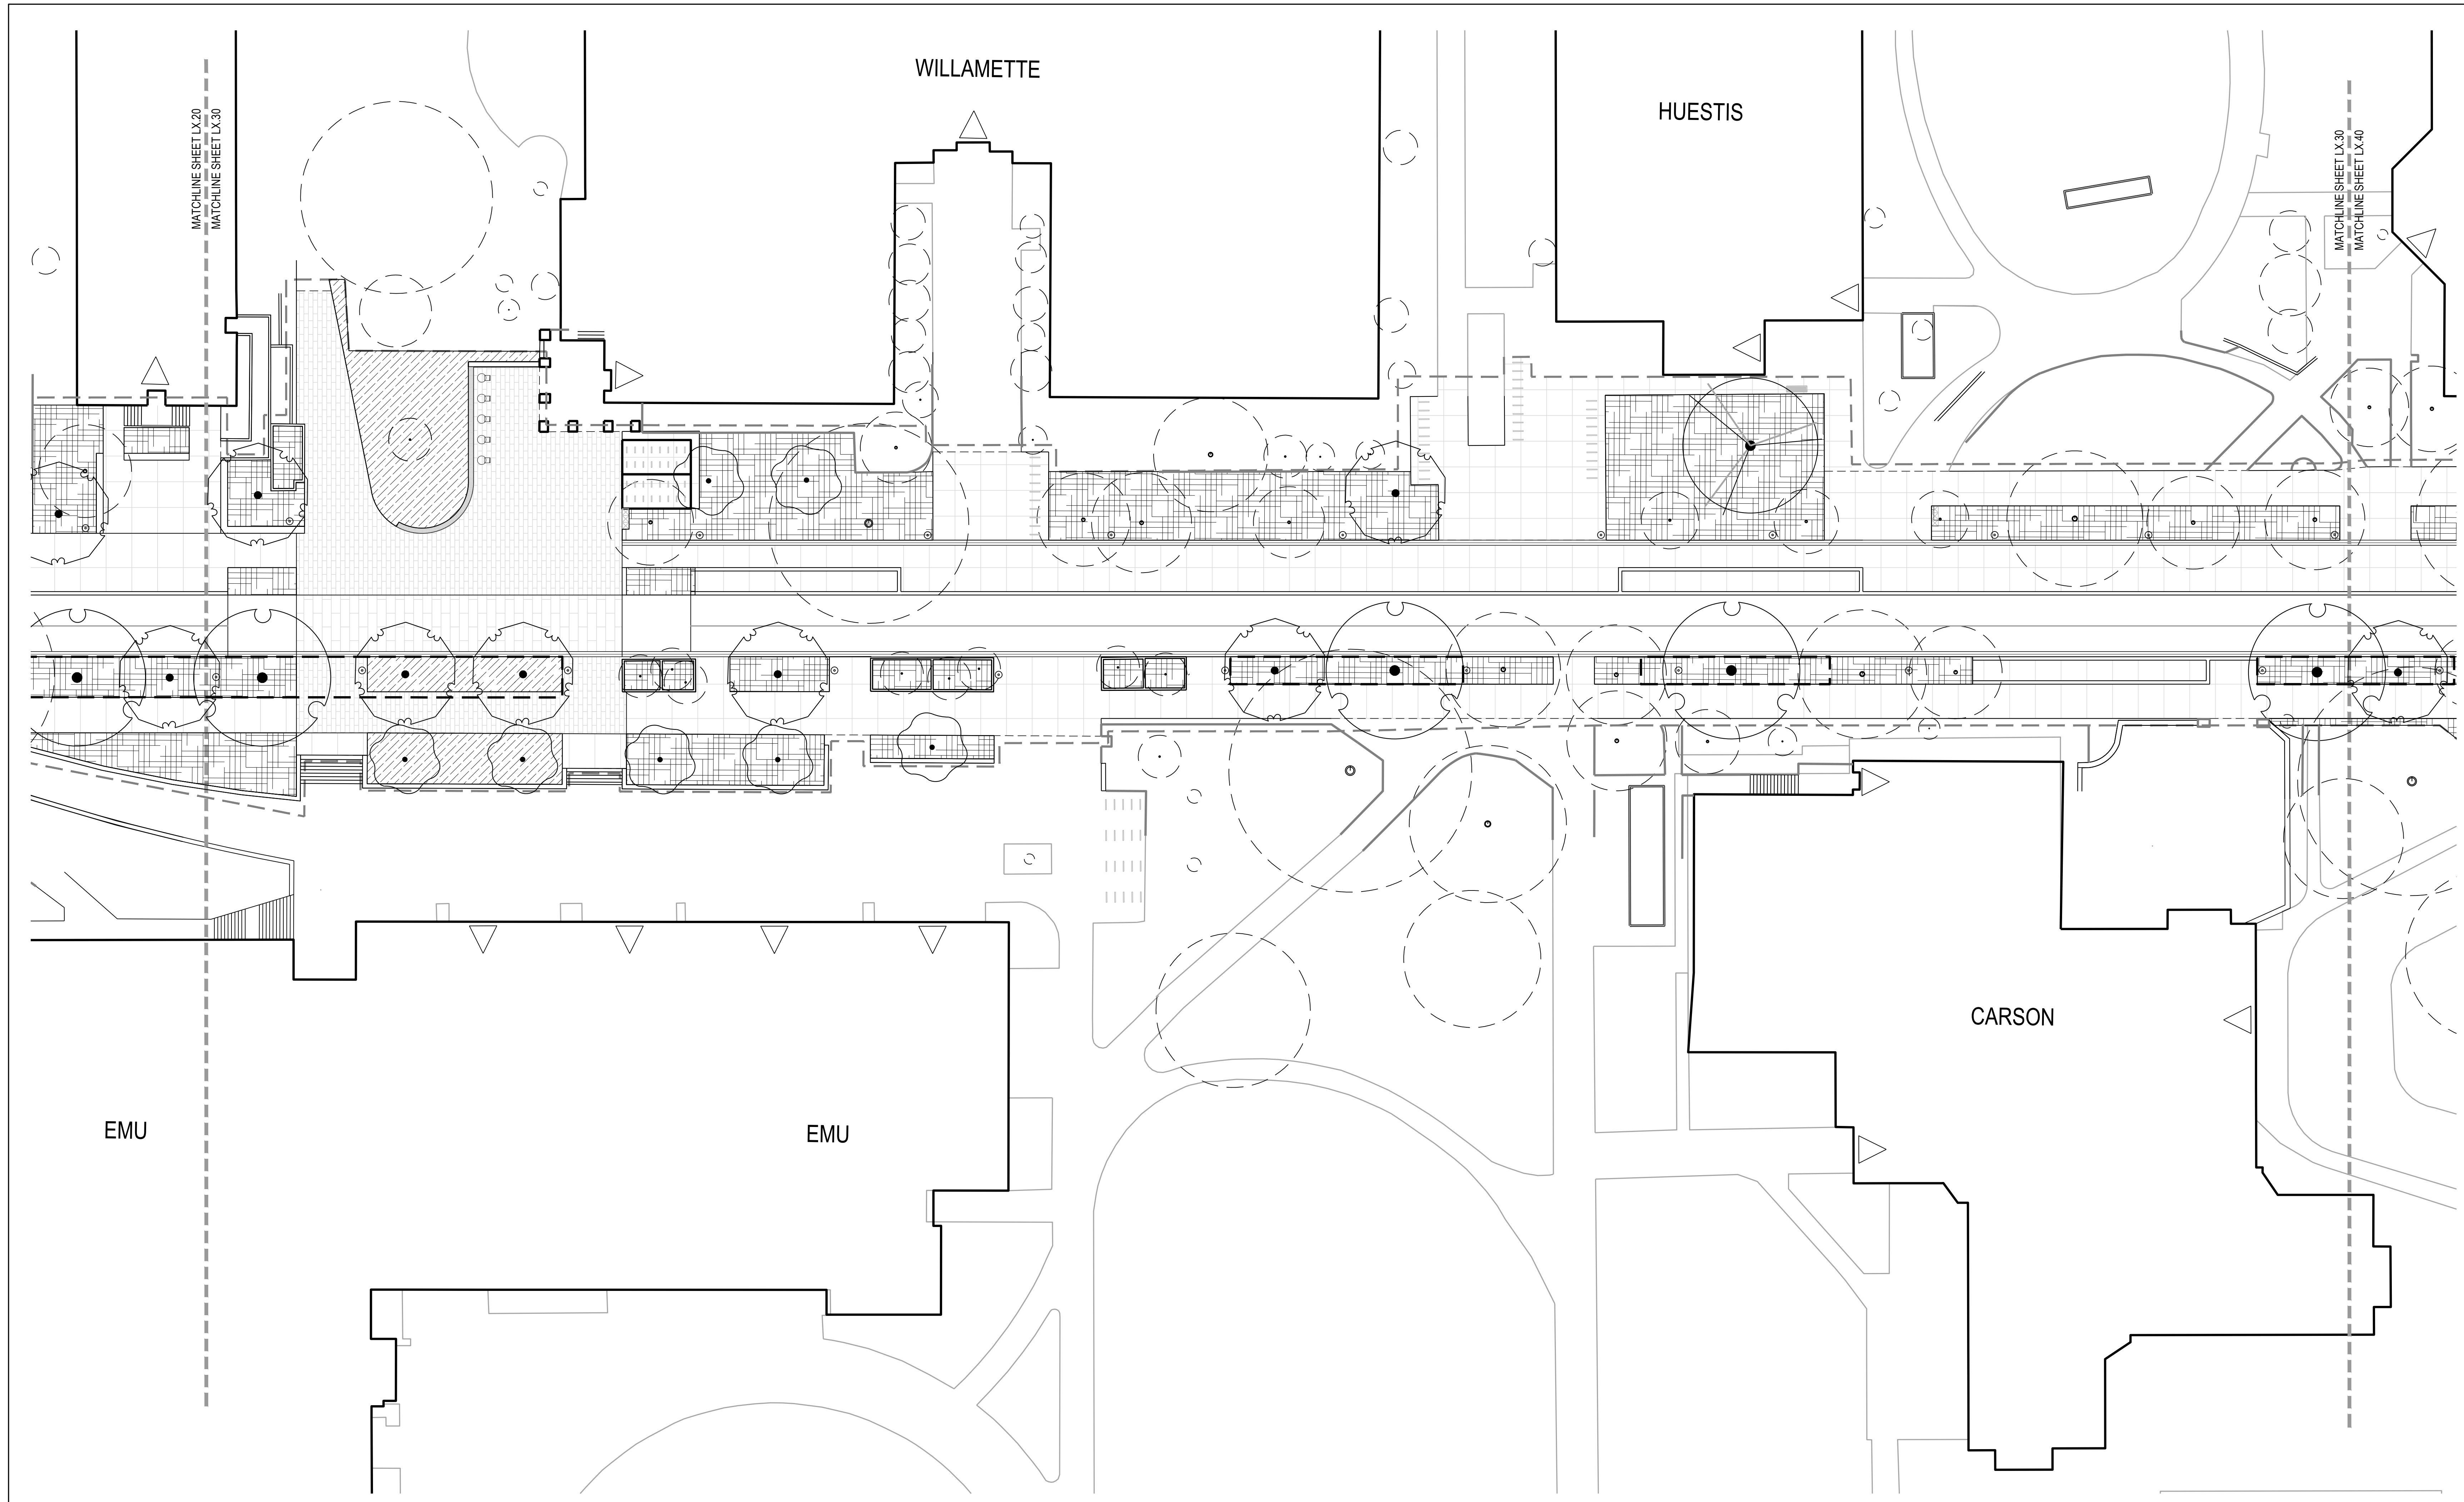 WILLAMETTE
HUESTIS
MATCHLINE SHEET LX.20
MATCHLINE SHEET LX.30
MATCHLINE SHEET LX.30
MATCHLINE SHEET LX.40
CARSON
EMU
EMU